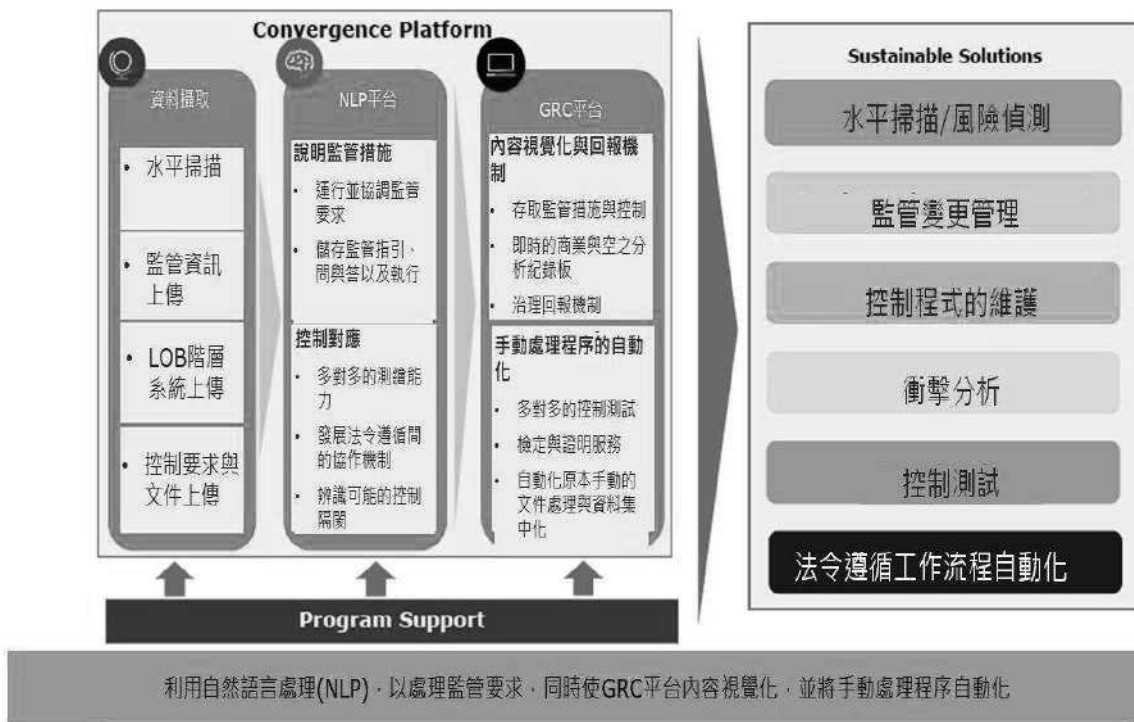 Convergence Platform
資料擷取
• 水平掃描
• 監管資訊
上傳
• LOB階層
系統上傳
• 控制要求與
文件上傳
NLP平台
說明監管措施
• 運行並協調監管
要求
• 儲存監管指引、
問與答以及執行
控制對應
• 多對多的測繪能
力
• 發展法令遵循間
的協作機制
• 辨識可能的控制
隔閡
GRC平台
內容視覺化與回報機
制
• 存取監管措施與控制
• 即時的商業與空之分
析紀錄板
• 治理回報機制
手動處理程序的自動
化
• 多對多的控制測試
• 檢定與證明服務
• 自動化原本手動的
文件處理與資料集
中化
Program Support
Sustainable Solutions
水平掃描/風險偵測
監管變更管理
控制程式的維護
衝擊分析
控制測試
法令遵循工作流程自動化
利用自然語言處理(NLP)，以處理監管要求，同時使GRC平台內容視覺化，並將手動處理程序自動化